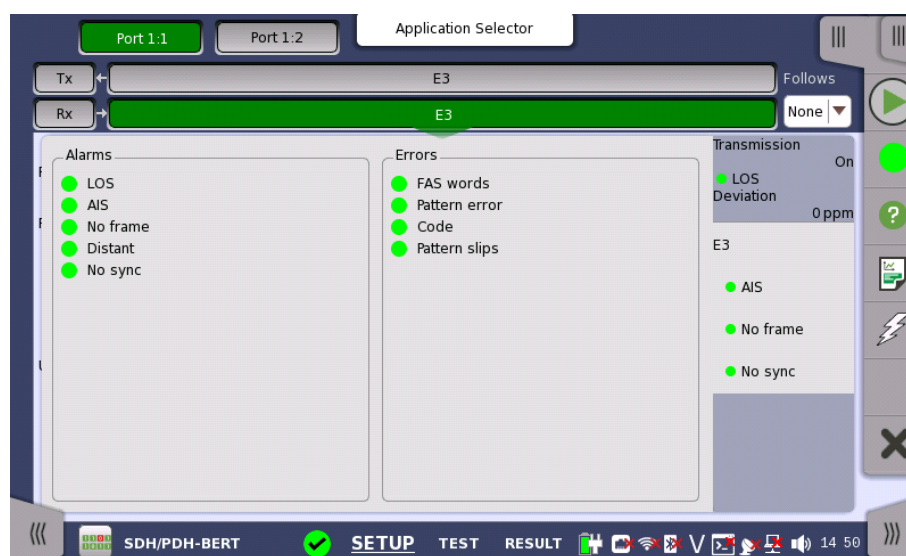 Port 1:1
Port 1:2
Application Selector
Tx
E3
Follows
Rx
E3
None
Alarms
LOS
AIS
No frame
Distant
No sync
Errors
FAS words
Pattern error
Code
Pattern slips
Transmission
On
LOS
Deviation
0 ppm
E3
AIS
No frame
No sync
SDH/PDH-BERT
SETUP
TEST
RESULT
14 50